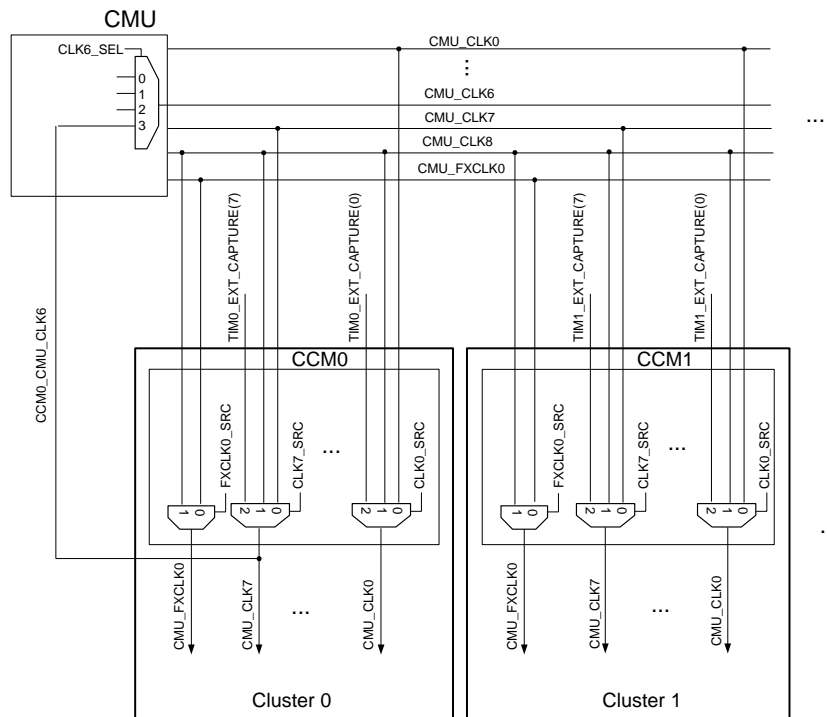 CMU
CLK6_SEL
0
1
2
3
CMU_CLK0
...
CMU_CLK6
CMU_CLK7
CMU_CLK8
CMU_FXCLK0
...
CCM0_CMU_CLK6
TIM0_EXT_CAPTURE(7)
TIM0_EXT_CAPTURE(0)
TIM1_EXT_CAPTURE(7)
TIM1_EXT_CAPTURE(0)
CCM0
FXCLK0_SRC
CLK7_SRC
...
CLK0_SRC
1 0
2 1 0
2 1 0
CMU_FXCLK0
CMU_CLK7
...
CMU_CLK0
Cluster 0
CCM1
FXCLK0_SRC
CLK7_SRC
...
CLK0_SRC
1 0
2 1 0
2 1 0
CMU_FXCLK0
CMU_CLK7
...
CMU_CLK0
Cluster 1
.